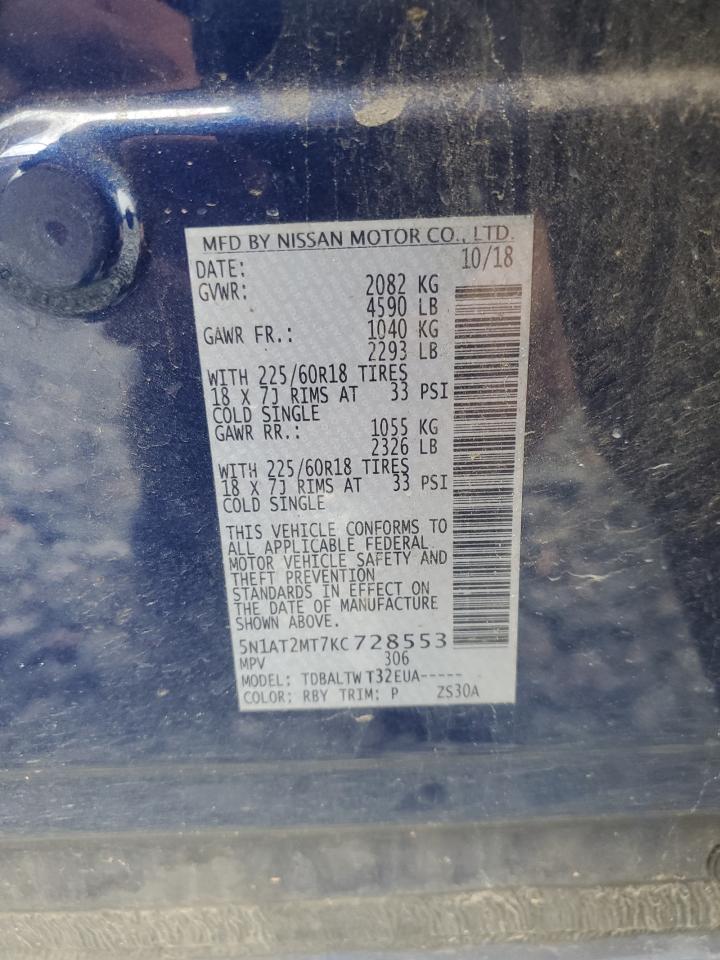 MFD BY NISSAN MOTOR CO., LTD.
DATE: 10/18
GVWR: 2082 KG
4590 LB
GAWR FR.: 1040 KG
2293 LB
WITH 225/60R18 TIRES
18 X 7J RIMS AT 33 PSI
COLD SINGLE
GAWR RR.: 1055 KG
2326 LB
WITH 225/60R18 TIRES
18 X 7J RIMS AT 33 PSI
COLD SINGLE
THIS VEHICLE CONFORMS TO
ALL APPLICABLE FEDERAL
MOTOR VEHICLE SAFETY AND
THEFT PREVENTION
STANDARDS IN EFFECT ON
THE DATE OF MANUFACTURE
SHOWN ABOVE.
5N1AT2MT7KC728553
MPV 306
MODEL: TDBALTW T32EUA-----
COLOR: RBY TRIM: P ZS30A